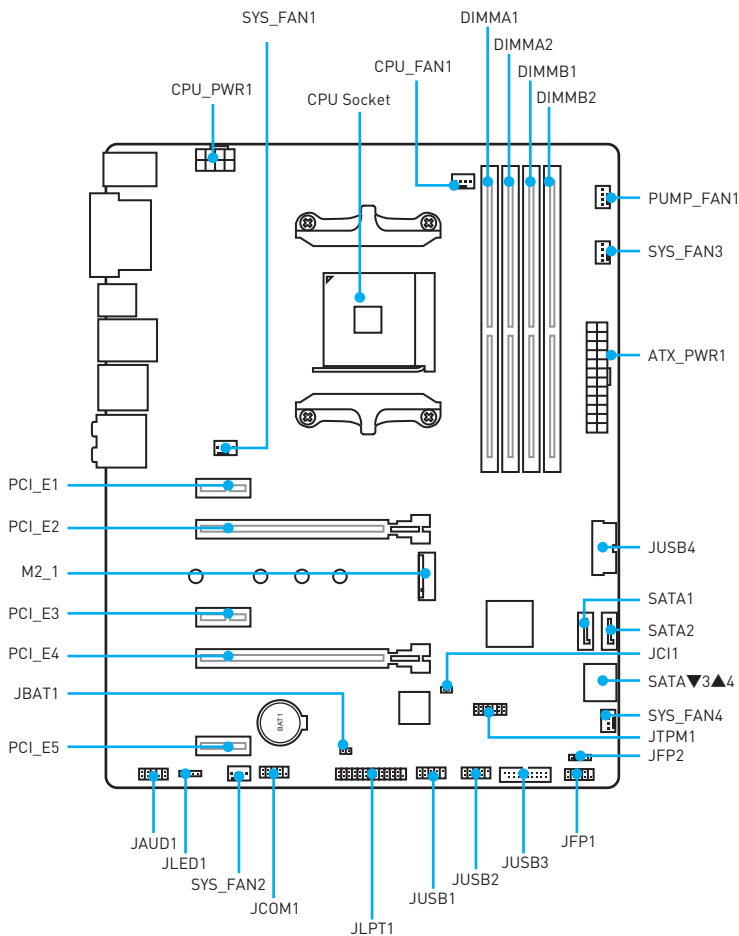 SYS_FAN1
DIMMA1
DIMMA2
CPU_FAN1
DIMMB1
CPU_PWR1
CPU Socket
DIMMB2
PUMP_FAN1
SYS_FAN3
ATX_PWR1
PCI_E1
PCI_E2
JUSB4
M2_1
SATA1
PCI_E3
SATA2
PCI_E4
JCI1
JBAT1
SATA▼3▲4
BAT1
SYS_FAN4
PCI_E5
JTPM1
JFP2
JAUD1
JFP1
JLED1
JUSB3
SYS_FAN2
JUSB2
JCOM1
JUSB1
JLPT1